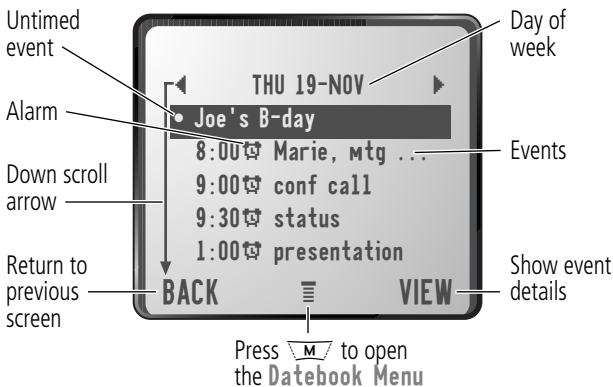 Untimed
event
Day of
week
THU 19-NOV
Joe's B-day
Alarm
8:00 Marie, Mtg ...
Events
9:00 conf call
Down scroll
arrow
9:30 status
1:00 presentation
Return to
previous
screen
BACK
VIEW
Show event
details
Press M to open
the Datebook Menu